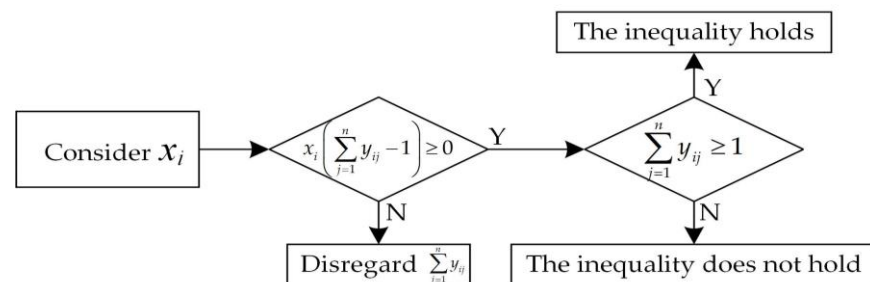 The inequality holds
Y
Consider x_i
x_i(∑_{j=1}^{n} y_{ij} − 1) ≥ 0
Y
∑_{j=1}^{n} y_{ij} ≥ 1
N
N
Disregard ∑_{i=1}^{n} y_{ij}
The inequality does not hold